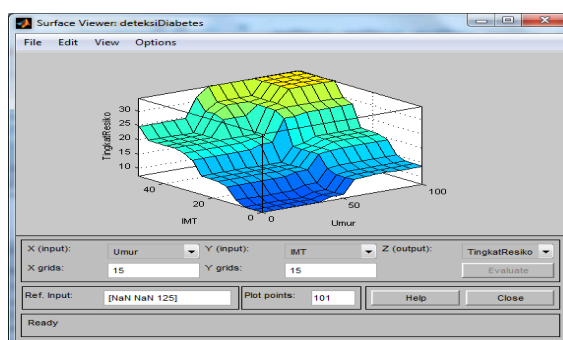 Surface Viewer: deteksiDiabetes
File Edit View Options
TingkatResiko
30
25
20
15
10
40
20
0
IMT
0
50
100
Umur
X (input): Umur Y (input): IMT Z (output): TingkatResiko
X grids: 15 Y grids: 15 Evaluate
Ref. Input: [NaN NaN 125] Plot points: 101 Help Close
Ready